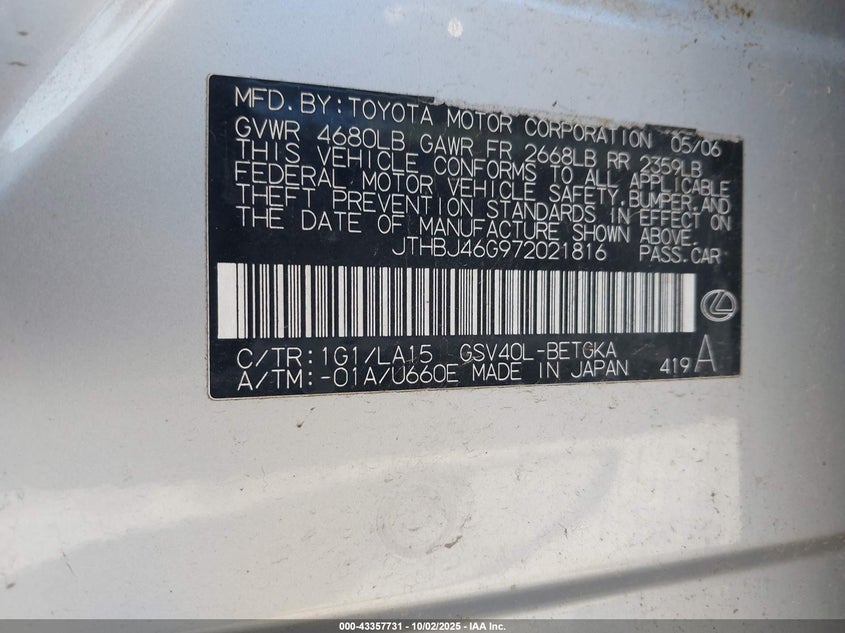 MFD. BY: TOYOTA MOTOR CORPORATION 05/06
GVWR 4680LB GAWR FR 2668LB RR 2359LB
THIS VEHICLE CONFORMS TO ALL APPLICABLE
FEDERAL MOTOR VEHICLE SAFETY, BUMPER, AND
THEFT PREVENTION STANDARDS IN EFFECT ON
THE DATE OF MANUFACTURE SHOWN ABOVE.
JTHBJ46G972021816 PASS. CAR
C/TR: 1G1/LA15 GSV40L-BETGKA
A/TM: -01A/U660E MADE IN JAPAN 419 A
000-43357731 - 10/02/2025 - IAA Inc.